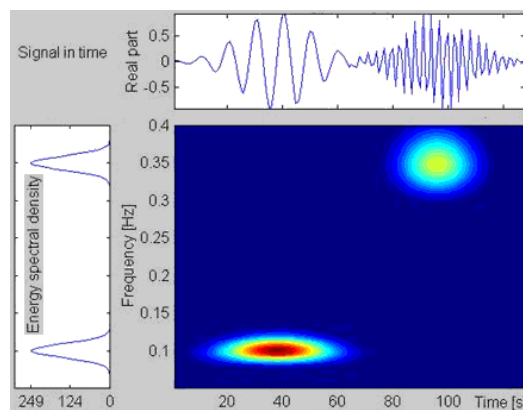 Signal in time
Real part
0.5
0
-0.5
Energy spectral density
249 124 0
Frequency [Hz]
0.4
0.35
0.3
0.25
0.2
0.15
0.1
20 40 60 80 100 Time [s